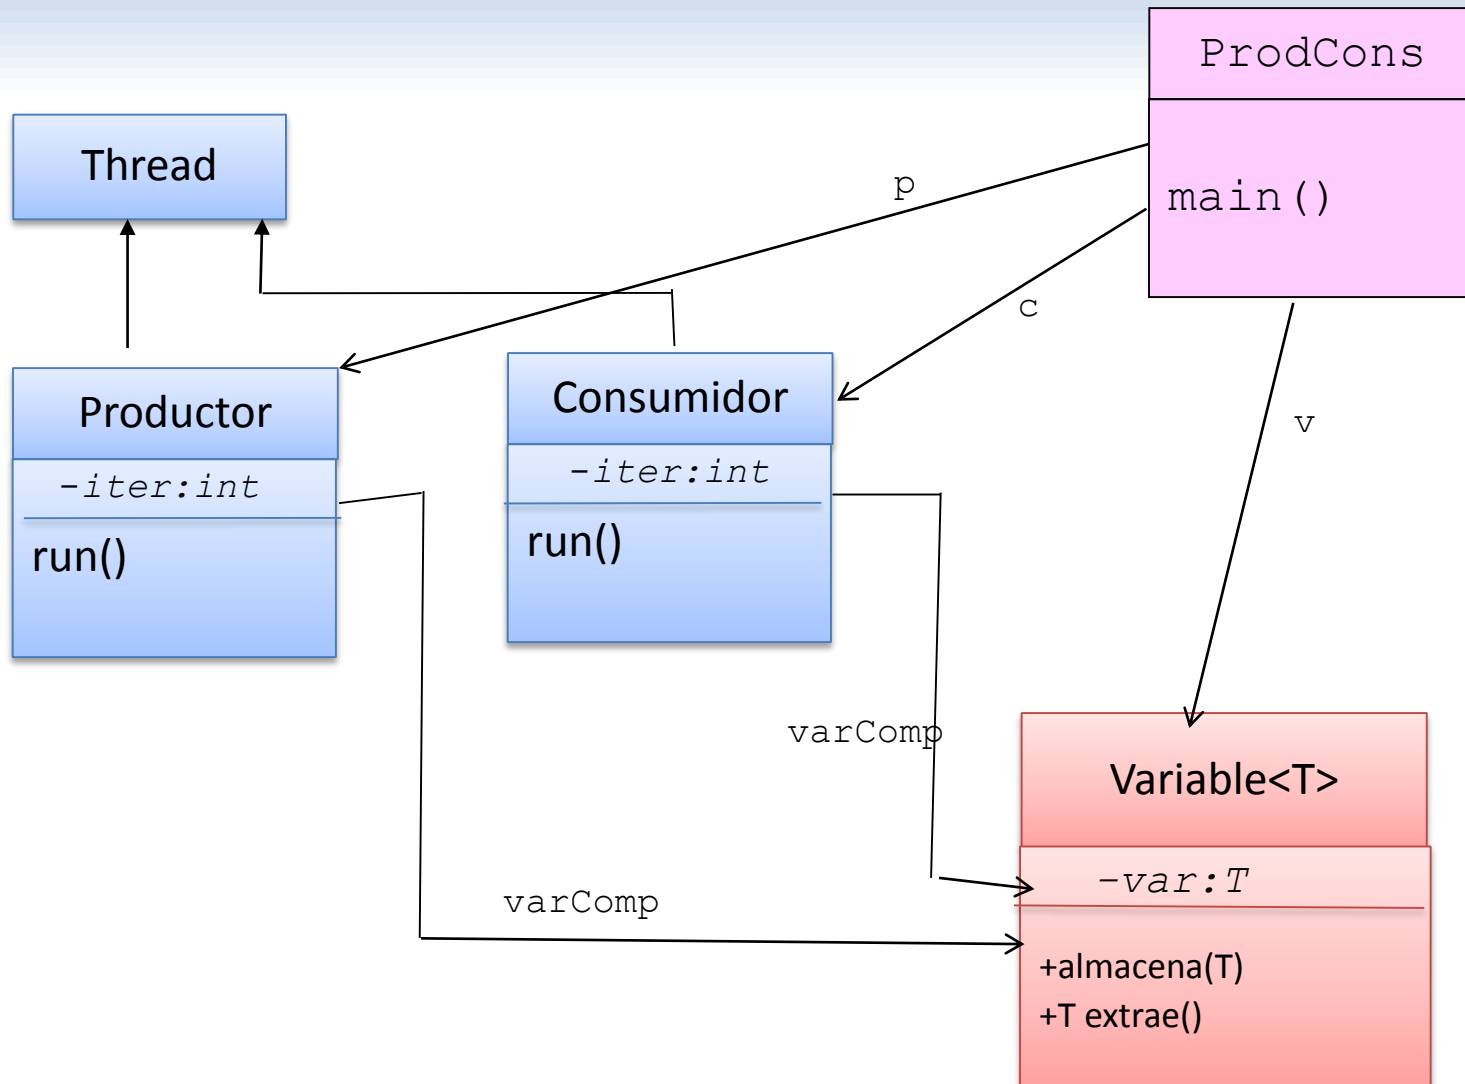 ProdCons
main()
Thread
p
c
v
Productor
-iter:int
run()
Consumidor
-iter:int
run()
varComp
varComp
Variable<T>
-var:T
+almacena(T)
+T extrae()